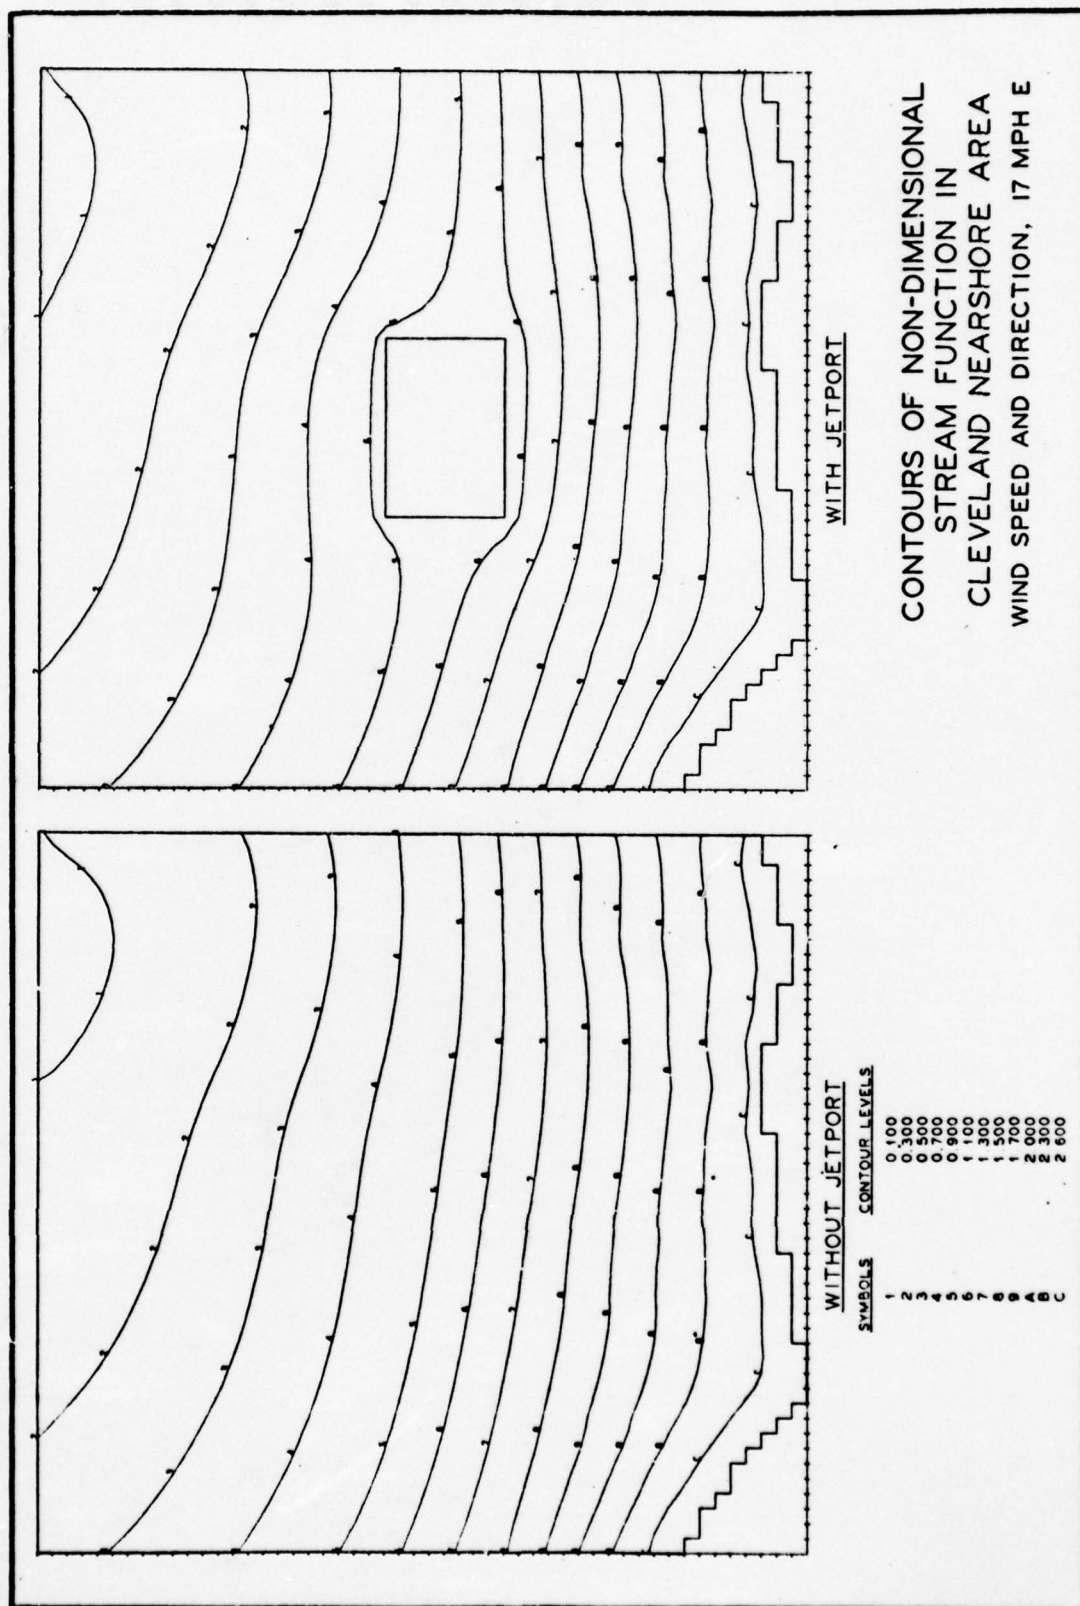 WITHOUT JETPORT
SYMBOLS CONTOUR LEVELS
1 0.100
2 0.300
3 0.500
4 0.700
5 0.900
6 1.100
7 1.300
8 1.500
9 1.700
A 2.000
B 2.300
C 2.600
WITH JETPORT
CONTOURS OF NON-DIMENSIONAL
STREAM FUNCTION IN
CLEVELAND NEARSHORE AREA
WIND SPEED AND DIRECTION, 17 MPH E